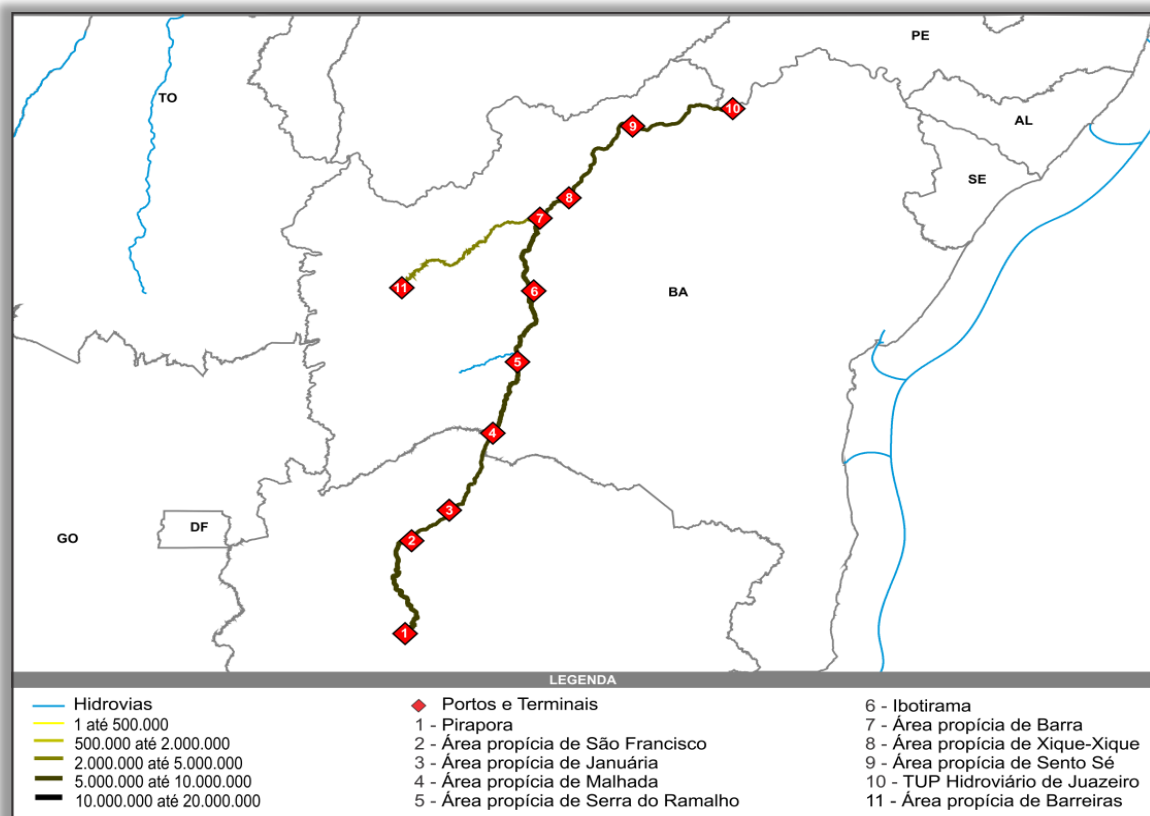 PE
TO
10
9
AL
SE
8
7
11
6
BA
5
4
3
DF
GO
2
1
LEGENDA
Hidrovias
1 até 500.000
500.000 até 2.000.000
2.000.000 até 5.000.000
5.000.000 até 10.000.000
10.000.000 até 20.000.000
Portos e Terminais
1 - Pirapora
2 - Área propícia de São Francisco
3 - Área propícia de Januária
4 - Área propícia de Malhada
5 - Área propícia de Serra do Ramalho
6 - Ibotirama
7 - Área propícia de Barra
8 - Área propícia de Xique-Xique
9 - Área propícia de Sento Sé
10 - TUP Hidroviário de Juazeiro
11 - Área propícia de Barreiras